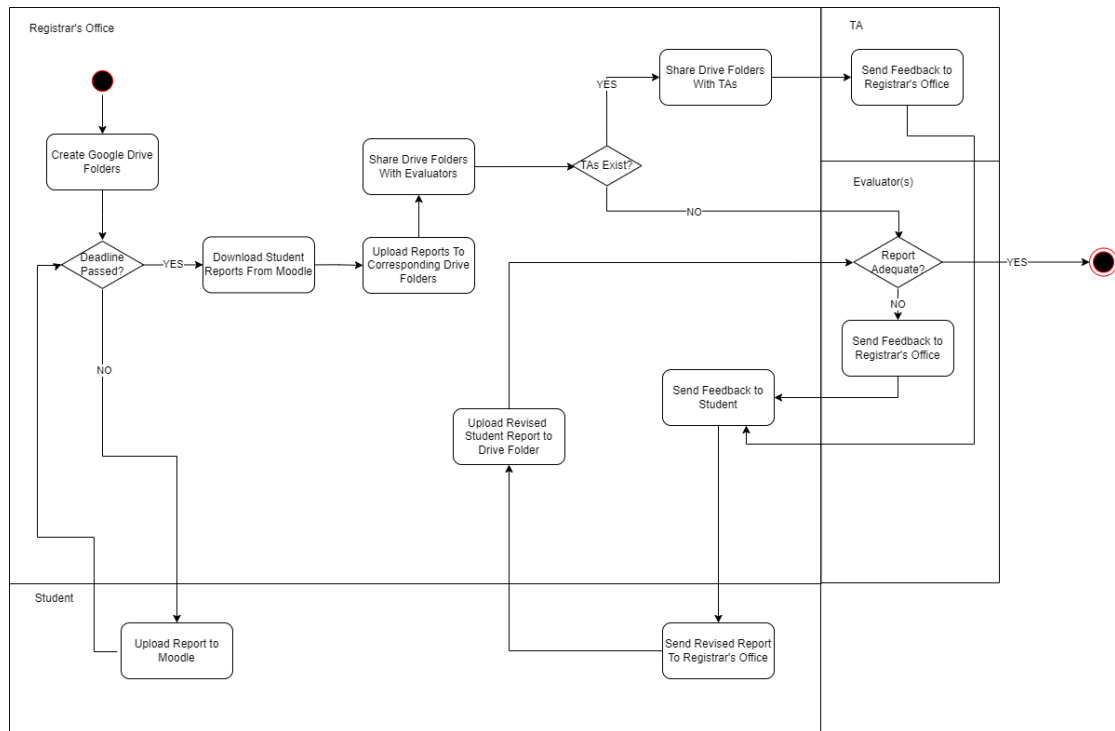 Registrar's Office
TA
Share Drive Folders
With TAs
Send Feedback to
Registrar's Office
YES
Create Google Drive
Folders
Share Drive Folders
With Evaluators
TAs Exist?
Evaluator(s)
NO
Deadline
Passed?
YES
Download Student
Reports From Moodle
Upload Reports To
Corresponding Drive
Folders
Report
Adequate?
YES
NO
Send Feedback to
Registrar's Office
NO
Send Feedback to
Student
Upload Revised
Student Report to
Drive Folder
Student
Upload Report to
Moodle
Send Revised Report
To Registrar's Office